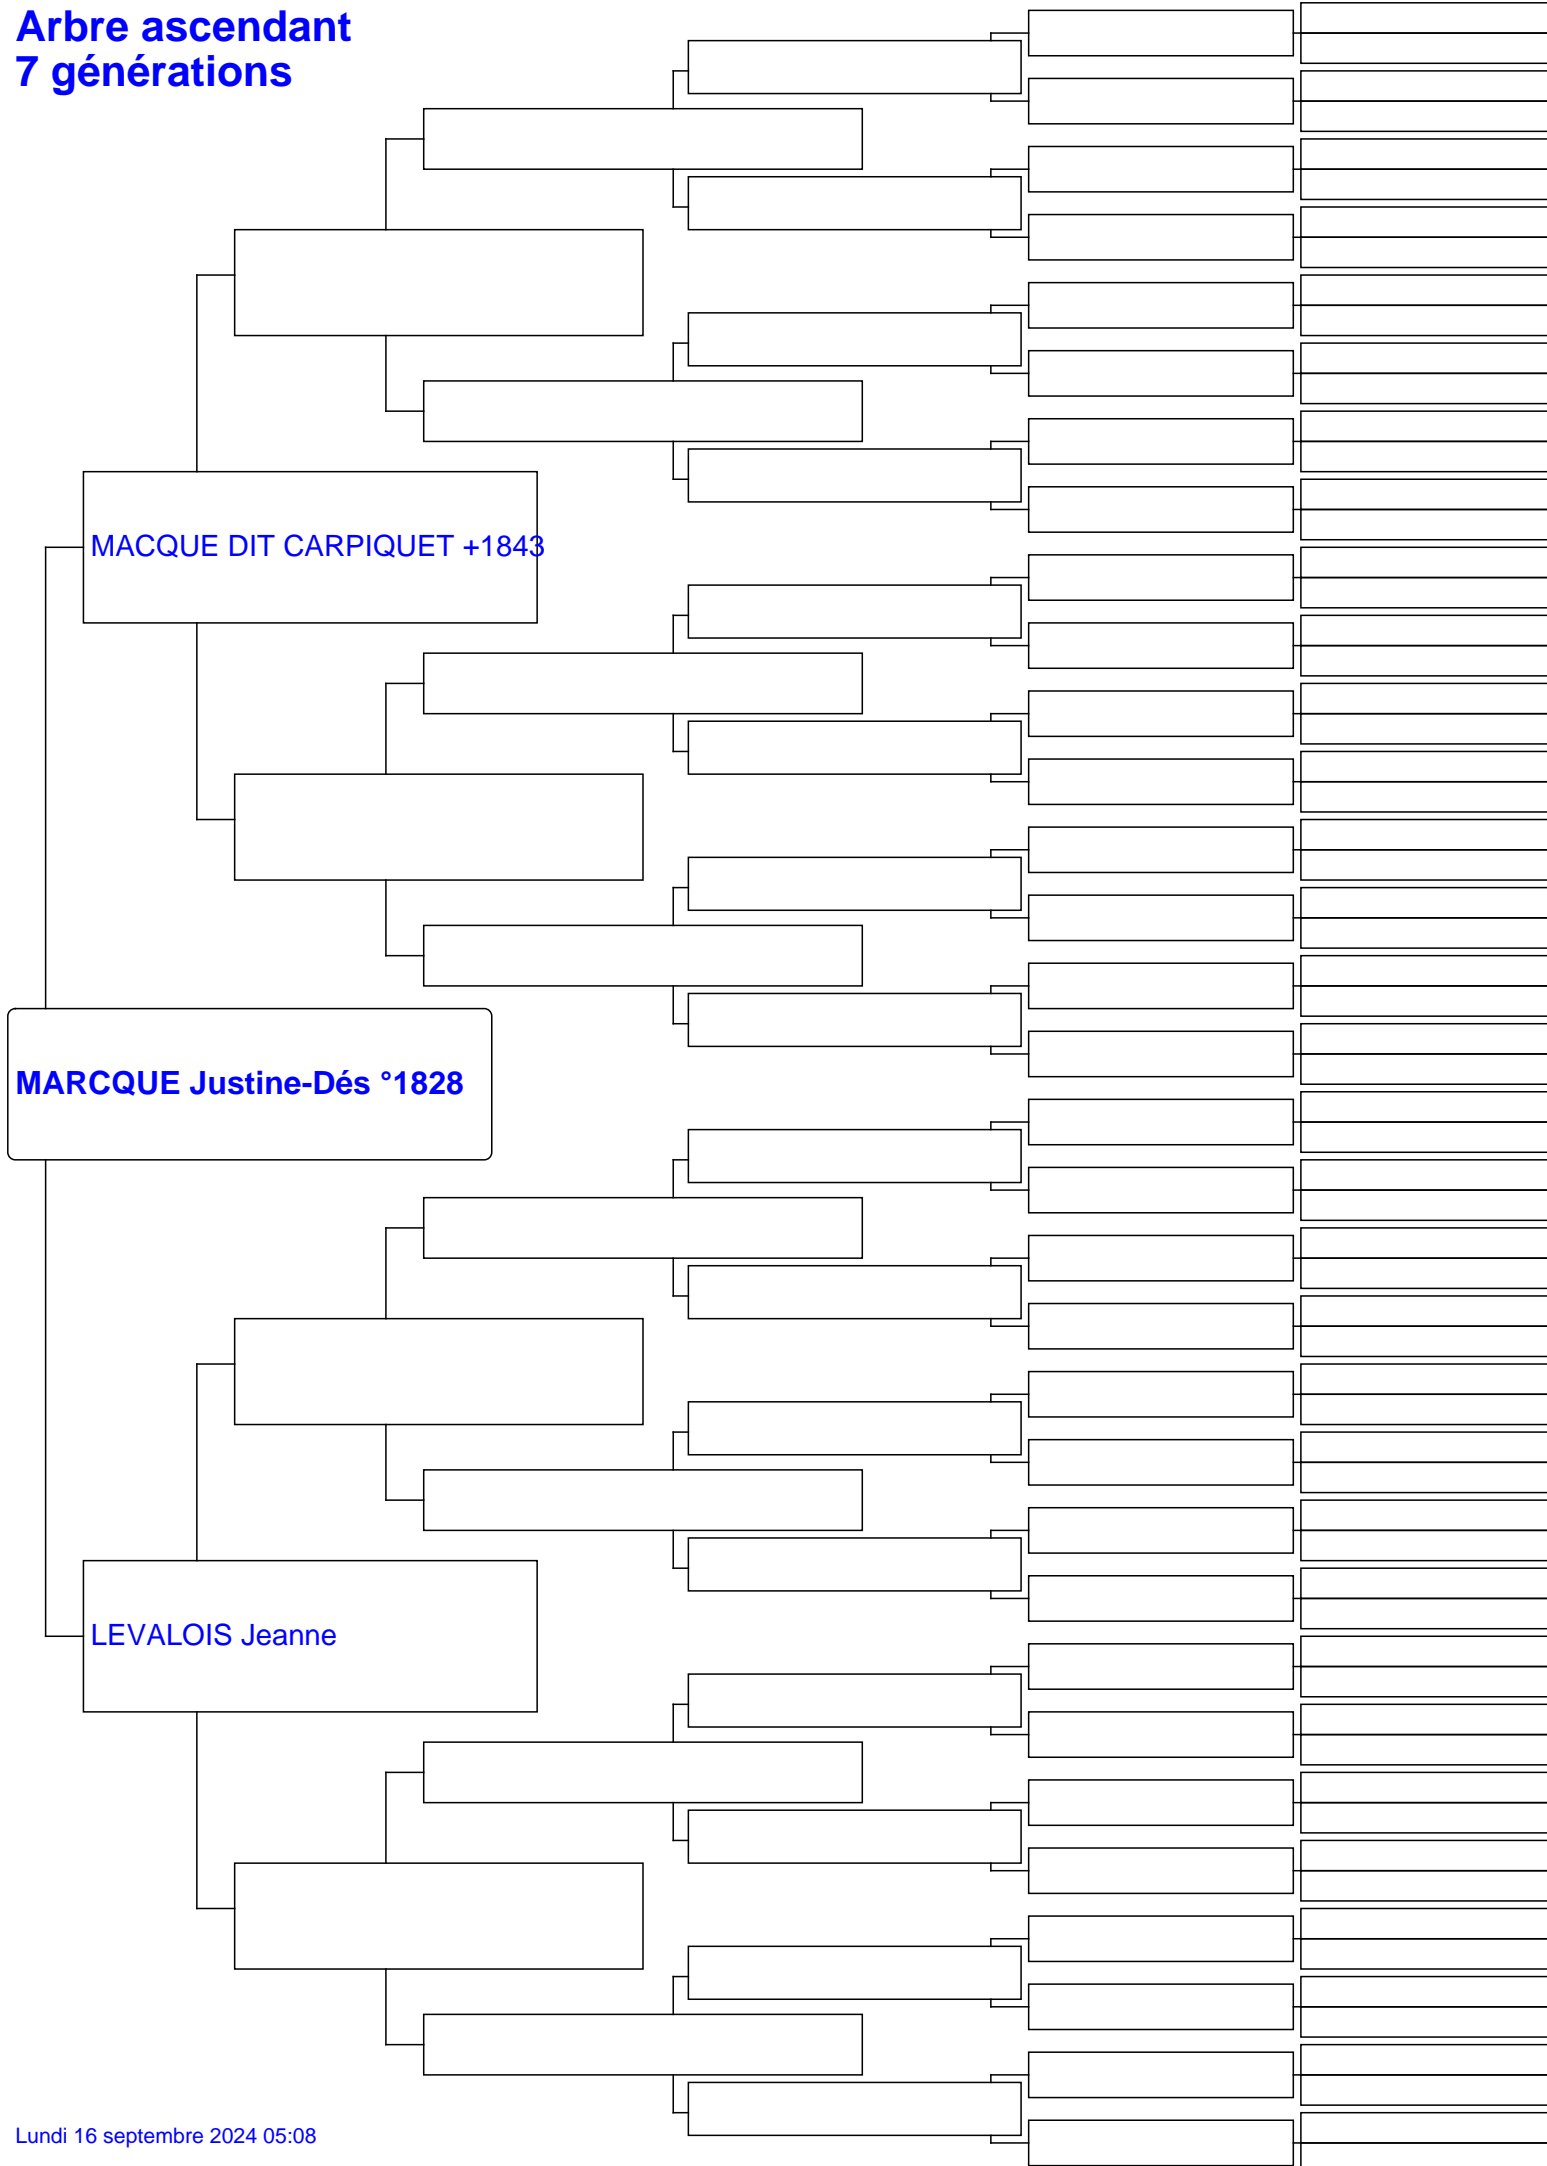 Arbre ascendant
7 générations
MACQUE DIT CARPIQUET +1843
MARCQUE Justine-Dés °1828
LEVALOIS Jeanne
Lundi 16 septembre 2024 05:08